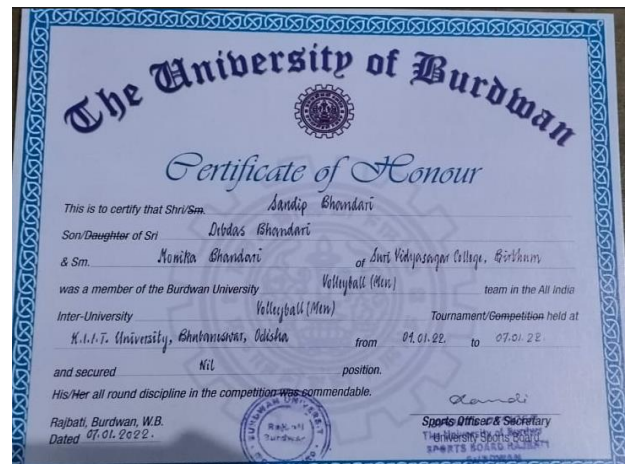 The University of Burdwan
Certificate of Honour
This is to certify that Shri/Sm. Sandip Bhandari
Son/Daughter of Sri Debdas Bhandari
& Sm. Monika Bhandari of Suri Vidyasagar College, Birbhum
was a member of the Burdwan University Volleyball (Men) team in the All India
Inter-University Volleyball (Men) Tournament/Competition held at
K.I.I.T. University, Bhubaneswar, Odisha from 04.01.22. to 07.01.22.
and secured Nil position.
His/Her all round discipline in the competition was commendable.
Rajbati, Burdwan, W.B.
Dated 07.01.2022.
Sports Officer & Secretary
University Sports Board